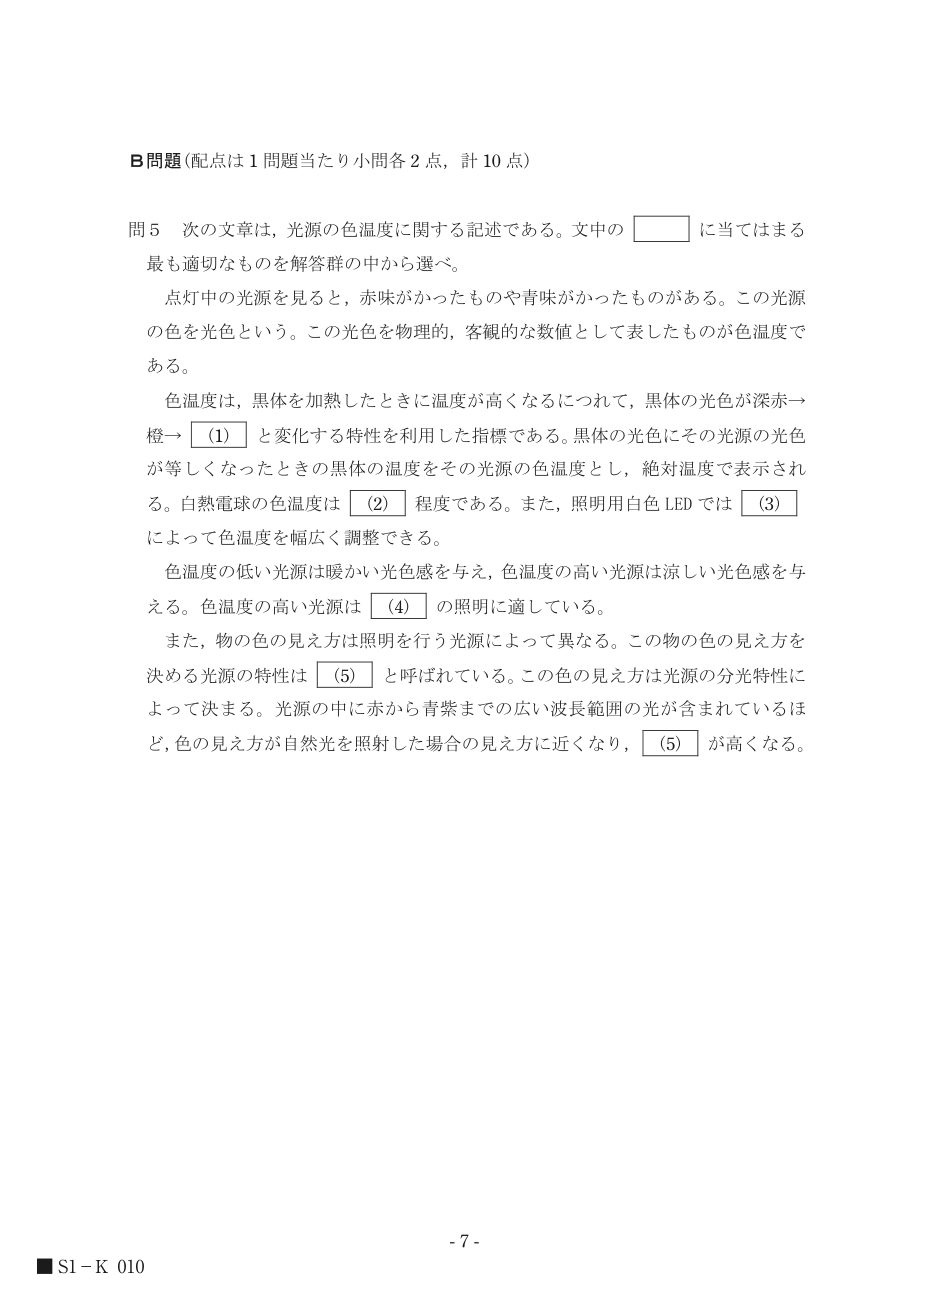 B問題(配点は1問題当たり小問各2点,計10点)
問5 次の文章は,光源の色温度に関する記述である。文中の に当てはまる
最も適切なものを解答群の中から選べ。
点灯中の光源を見ると,赤味がかったものや青味がかったものがある。この光源
の色を光色という。この光色を物理的,客観的な数値として表したものが色温度で
ある。
色温度は,黒体を加熱したときに温度が高くなるにつれて,黒体の光色が深赤→
橙→ (1) と変化する特性を利用した指標である。黒体の光色にその光源の光色
が等しくなったときの黒体の温度をその光源の色温度とし,絶対温度で表示され
る。白熱電球の色温度は (2) 程度である。また,照明用白色LEDでは (3)
によって色温度を幅広く調整できる。
色温度の低い光源は暖かい光色感を与え,色温度の高い光源は涼しい光色感を与
える。色温度の高い光源は (4) の照明に適している。
また,物の色の見え方は照明を行う光源によって異なる。この物の色の見え方を
決める光源の特性は (5) と呼ばれている。この色の見え方は光源の分光特性に
よって決まる。光源の中に赤から青紫までの広い波長範囲の光が含まれているほ
ど,色の見え方が自然光を照射した場合の見え方に近くなり, (5) が高くなる。
- 7 -
■ S1－K 010